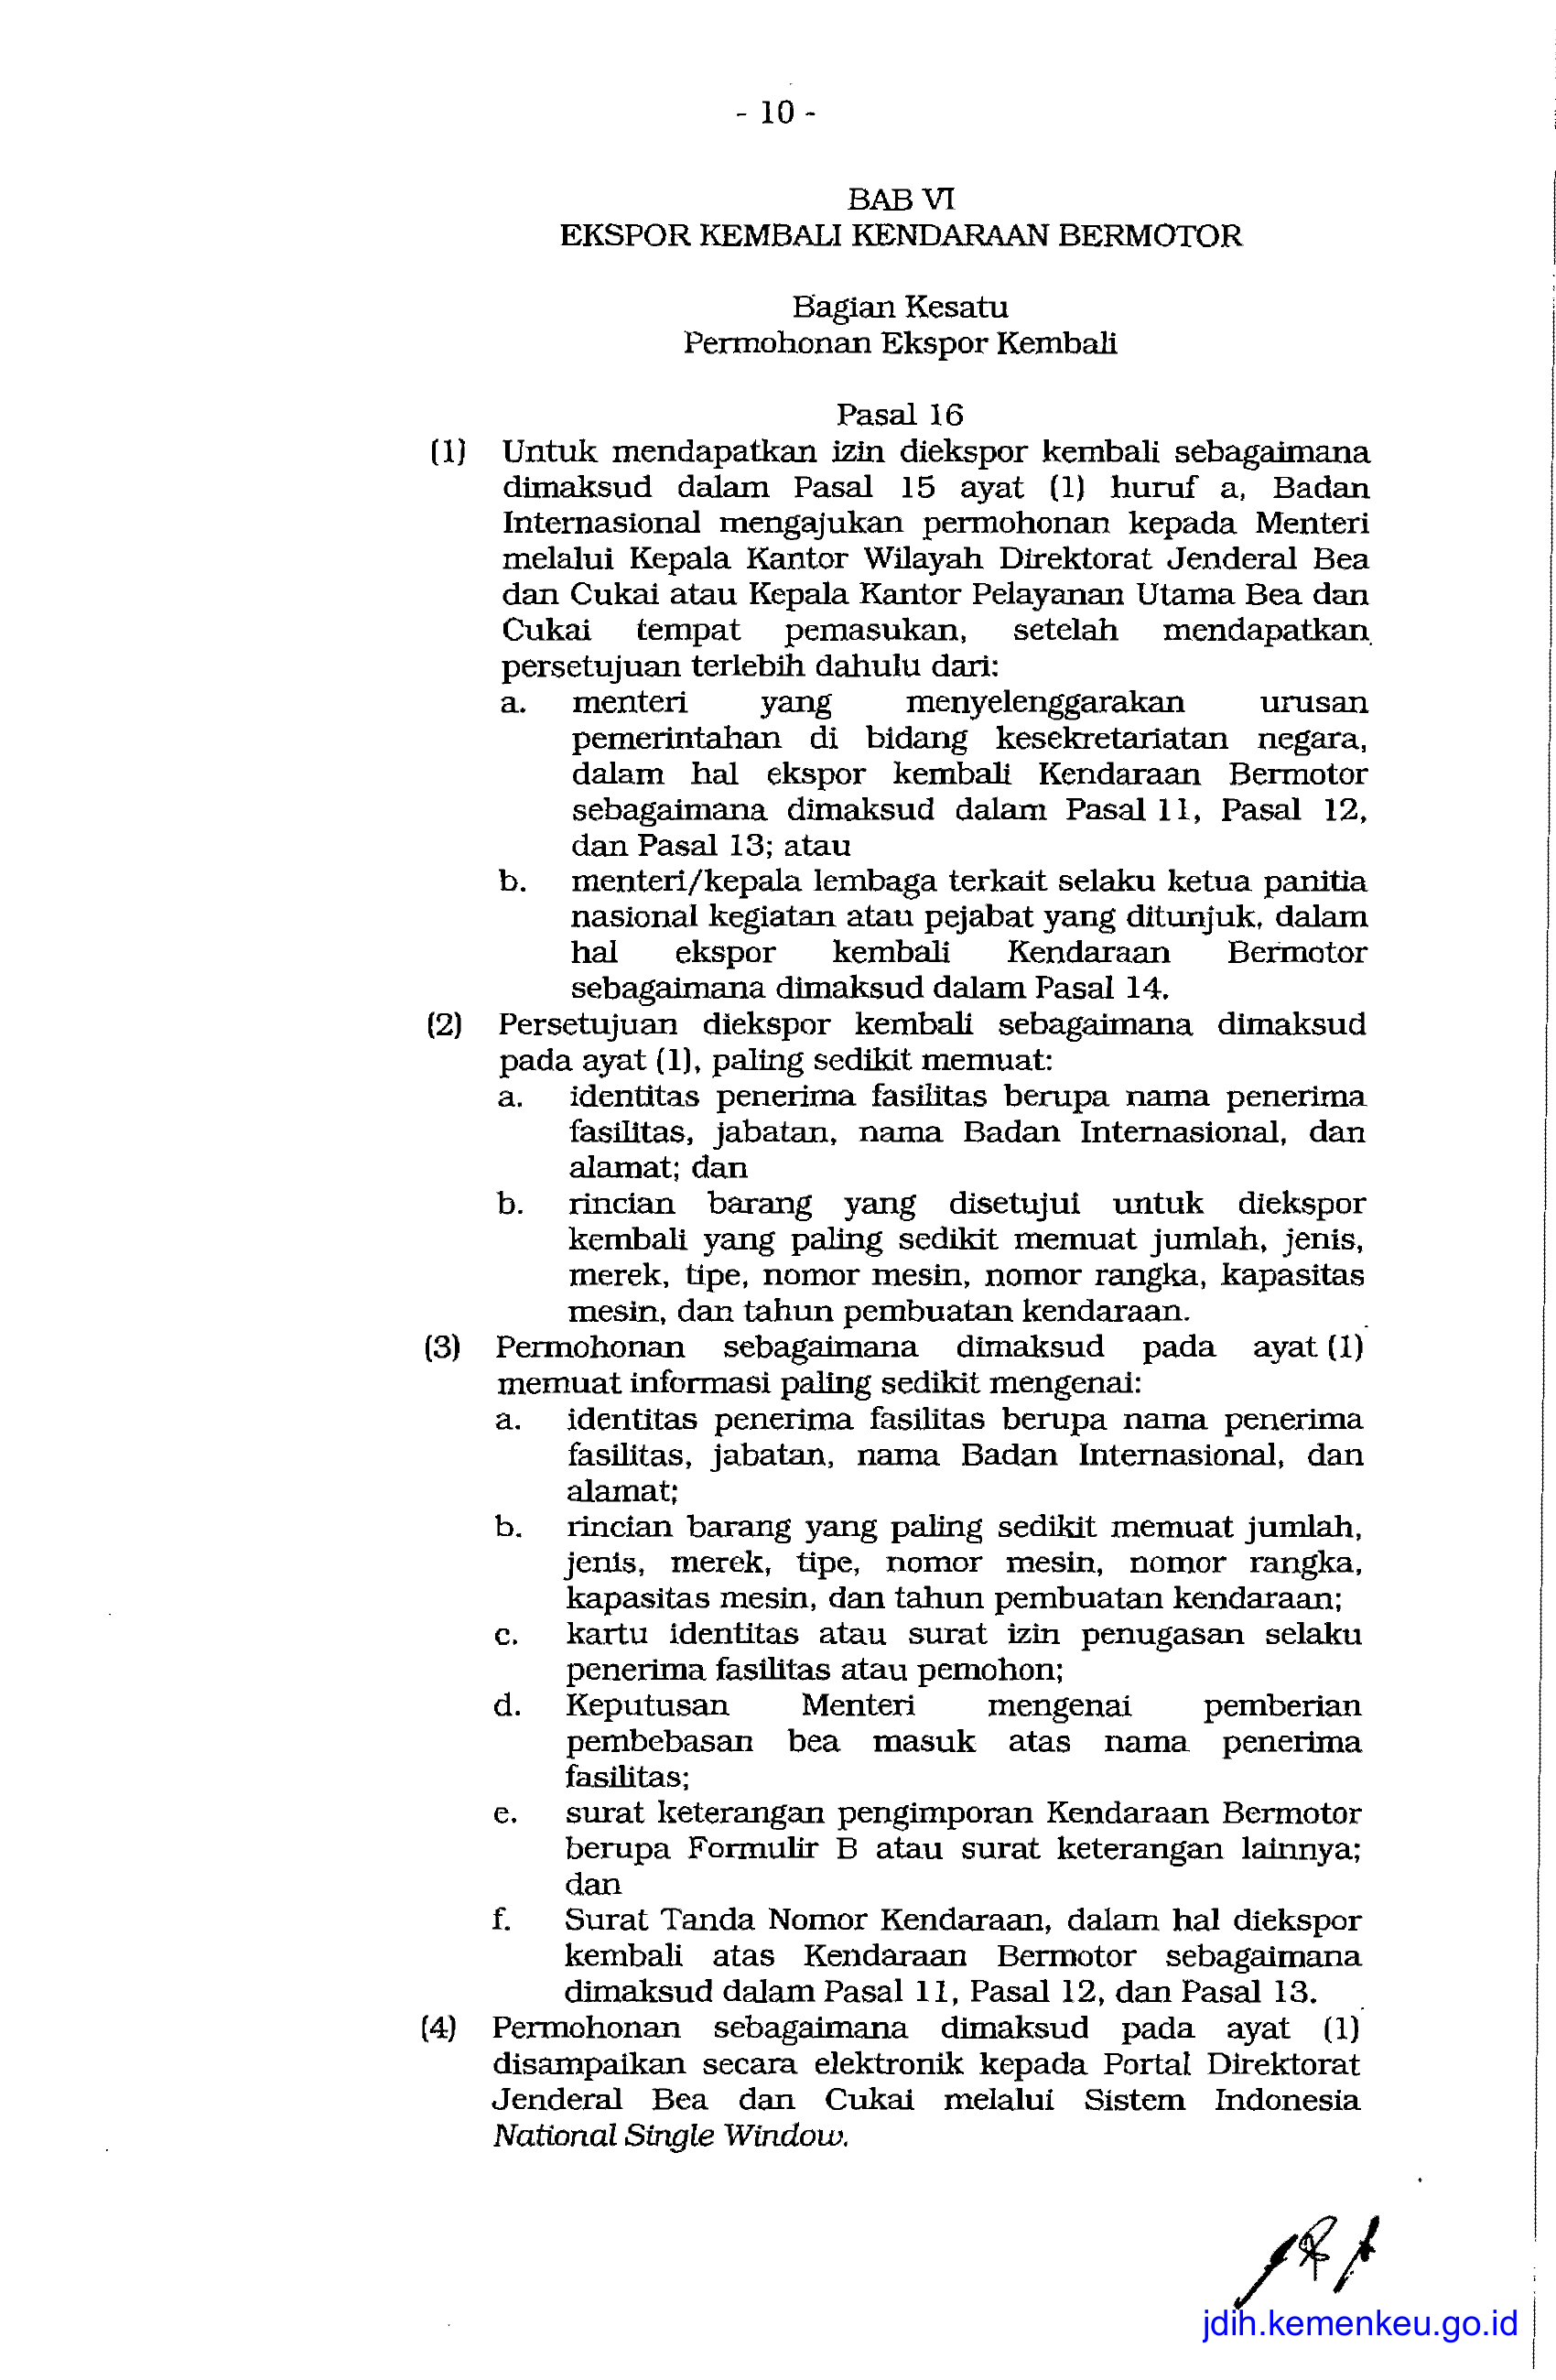 - 10 -
BAB VI
EKSPOR KEMBALI KENDARAAN BERMOTOR
Bagian Kesatu
Permohonan Ekspor Kembali
Pasal 16
(1) Untuk mendapatkan izin diekspor kembali sebagaimana
dimaksud dalam Pasal 15 ayat (1) huruf a, Badan
Internasional mengajukan permohonan kepada Menteri
melalui Kepala Kantor Wilayah Direktorat Jenderal Bea
dan Cukai atau Kepala Kantor Pelayanan Utama Bea dan
Cukai tempat pemasukan, setelah mendapatkan
persetujuan terlebih dahulu dari:
a. menteri yang menyelenggarakan urusan
pemerintahan di bidang kesekretariatan negara,
dalam hal ekspor kembali Kendaraan Bermotor
sebagaimana dimaksud dalam Pasal 11, Pasal 12,
dan Pasal 13; atau
b. menteri/kepala lembaga terkait selaku ketua panitia
nasional kegiatan atau pejabat yang ditunjuk, dalam
hal ekspor kembali Kendaraan Bermotor
sebagaimana dimaksud dalam Pasal 14.
(2) Persetujuan diekspor kembali sebagaimana dimaksud
pada ayat (1), paling sedikit memuat:
a. identitas penerima fasilitas berupa nama penerima
fasilitas, jabatan, nama Badan Internasional, dan
alamat; dan
b. rincian barang yang disetujui untuk diekspor
kembali yang paling sedikit memuat jumlah, jenis,
merek, tipe, nomor mesin, nomor rangka, kapasitas
mesin, dan tahun pembuatan kendaraan.
(3) Permohonan sebagaimana dimaksud pada ayat (1)
memuat informasi paling sedikit mengenai:
a. identitas penerima fasilitas berupa nama penerima
fasilitas, jabatan, nama Badan Internasional, dan
alamat;
b. rincian barang yang paling sedikit memuat jumlah,
jenis, merek, tipe, nomor mesin, nomor rangka,
kapasitas mesin, dan tahun pembuatan kendaraan;
c. kartu identitas atau surat izin penugasan selaku
penerima fasilitas atau pemohon;
d. Keputusan Menteri mengenai pemberian
pembebasan bea masuk atas nama penerima
fasilitas;
e. surat keterangan pengimporan Kendaraan Bermotor
berupa Formulir B atau surat keterangan lainnya;
dan
f. Surat Tanda Nomor Kendaraan, dalam hal diekspor
kembali atas Kendaraan Bermotor sebagaimana
dimaksud dalam Pasal 11, Pasal 12, dan Pasal 13.
(4) Permohonan sebagaimana dimaksud pada ayat (1)
disampaikan secara elektronik kepada Portal Direktorat
Jenderal Bea dan Cukai melalui Sistem Indonesia
National Single Window.
jdih.kemenkeu.go.id